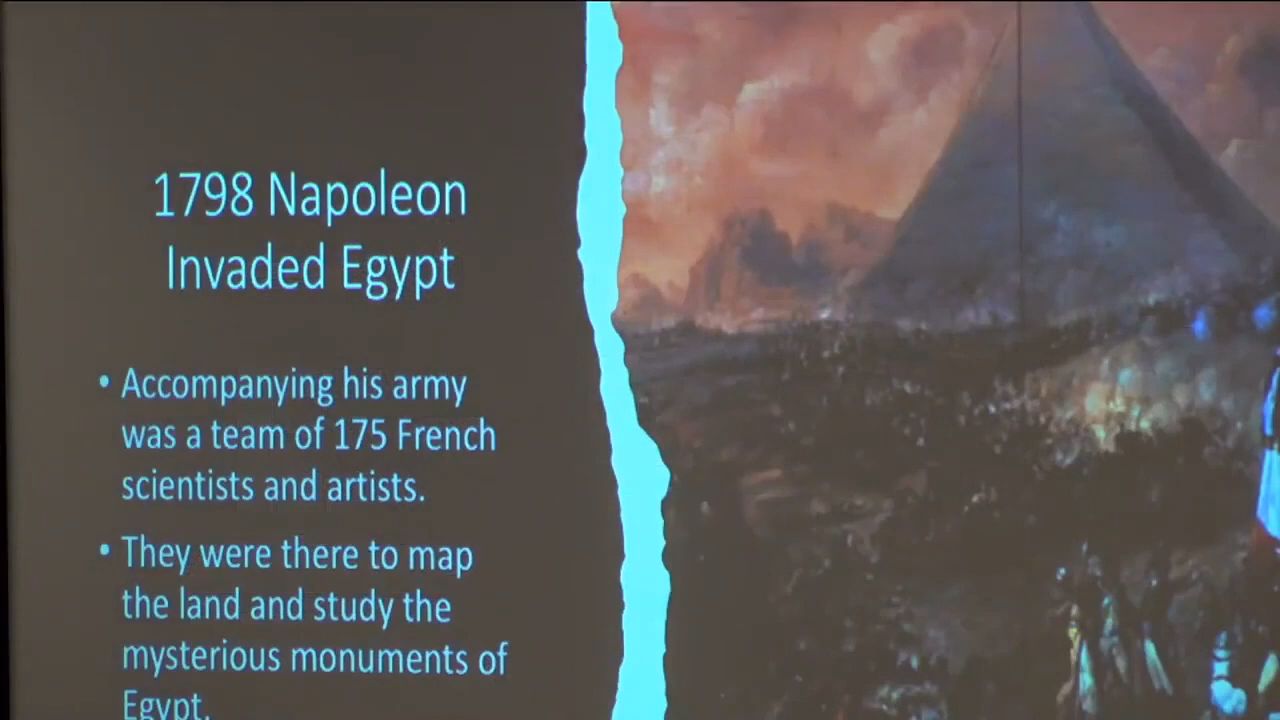 1798 Napoleon
Invaded Egypt
• Accompanying his army
was a team of 175 French
scientists and artists.
• They were there to map
the land and study the
mysterious monuments of
Egypt.